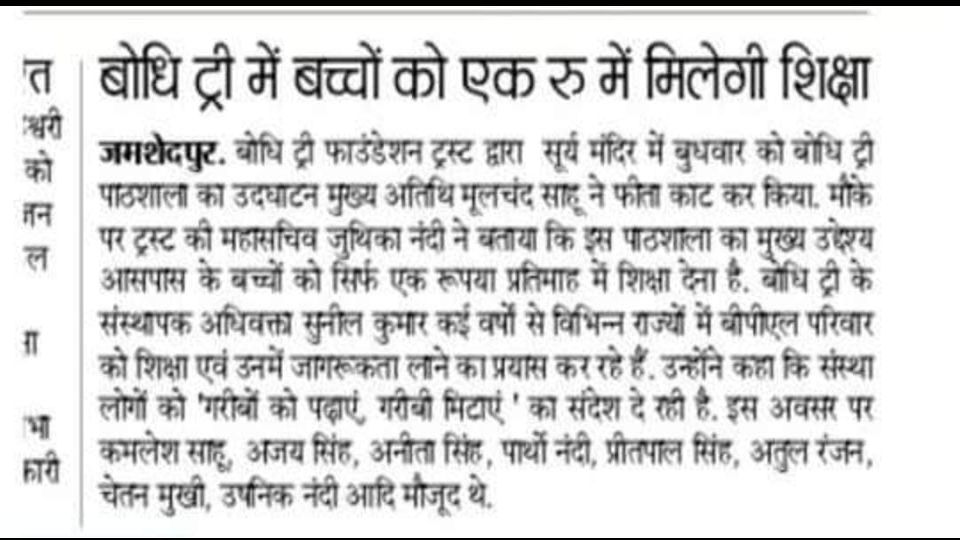 बोधि ट्री में बच्चों को एक रु में मिलेगी शिक्षा
जमशेदपुर. बोधि ट्री फाउंडेशन ट्रस्ट द्वारा सूर्य मंदिर में बुधवार को बोधि ट्री
पाठशाला का उदघाटन मुख्य अतिथि मूलचंद साहू ने फीता काट कर किया. मौके
पर ट्रस्ट की महासचिव जुथिका नंदी ने बताया कि इस पाठशाला का मुख्य उद्देश्य
आसपास के बच्चों को सिर्फ एक रूपया प्रतिमाह में शिक्षा देना है. बोधि ट्री के
संस्थापक अधिवक्ता सुनील कुमार कई वर्षों से विभिन्न राज्यों में बीपीएल परिवार
को शिक्षा एवं उनमें जागरूकता लाने का प्रयास कर रहे हैं. उन्होंने कहा कि संस्था
लोगों को 'गरीबों को पढ़ाएं, गरीबी मिटाएं ' का संदेश दे रही है. इस अवसर पर
कमलेश साहू, अजय सिंह, अनीता सिंह, पार्थो नंदी, प्रीतपाल सिंह, अतुल रंजन,
चेतन मुखी, उपनिक नंदी आदि मौजूद थे.
त
श्वरी
को
जन
ल
भा
कारी